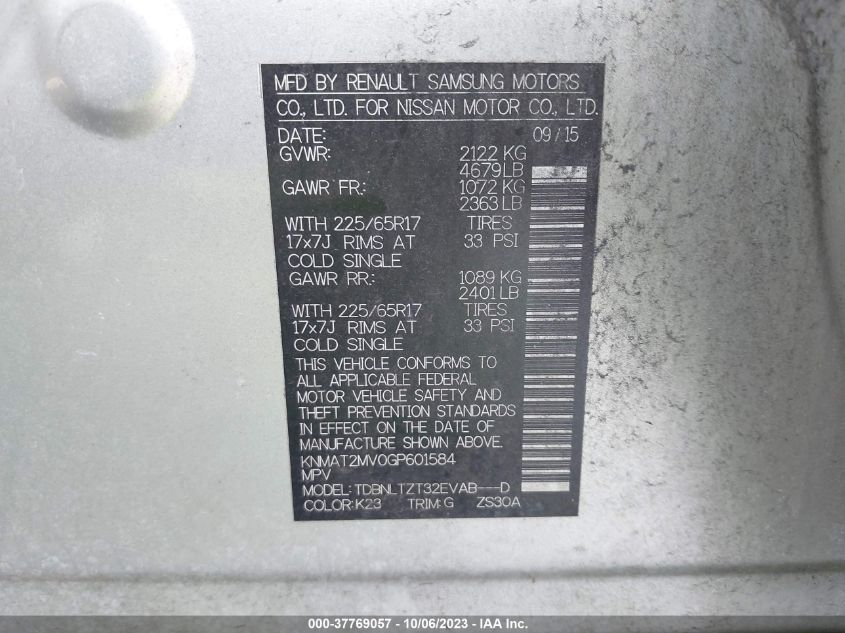 MFD BY RENAULT SAMSUNG MOTORS
CO., LTD. FOR NISSAN MOTOR CO., LTD.
DATE: 09/15
GVWR: 2122 KG
4679 LB
GAWR FR.: 1072 KG
2363 LB
WITH 225/65R17 TIRES
17x7J RIMS AT 33 PSI
COLD SINGLE
GAWR RR.: 1089 KG
2401 LB
WITH 225/65R17 TIRES
17x7J RIMS AT 33 PSI
COLD SINGLE
THIS VEHICLE CONFORMS TO
ALL APPLICABLE FEDERAL
MOTOR VEHICLE SAFETY AND
THEFT PREVENTION STANDARDS
IN EFFECT ON THE DATE OF
MANUFACTURE SHOWN ABOVE.
KNMAT2MV0GP601584
MPV
MODEL: TDBNLTZT32EVAB---D
COLOR: K23 TRIM: G ZS30A
000-37769057 - 10/06/2023 - IAA Inc.